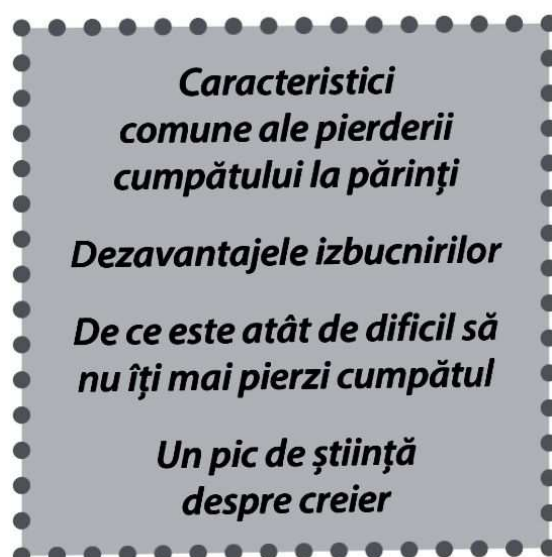 Caracteristici
comune ale pierderii
cumpătului la părinți
Dezavantajele izbucnirilor
De ce este atât de dificil să
nu îți mai pierzi cumpătul
Un pic de știință
despre creier